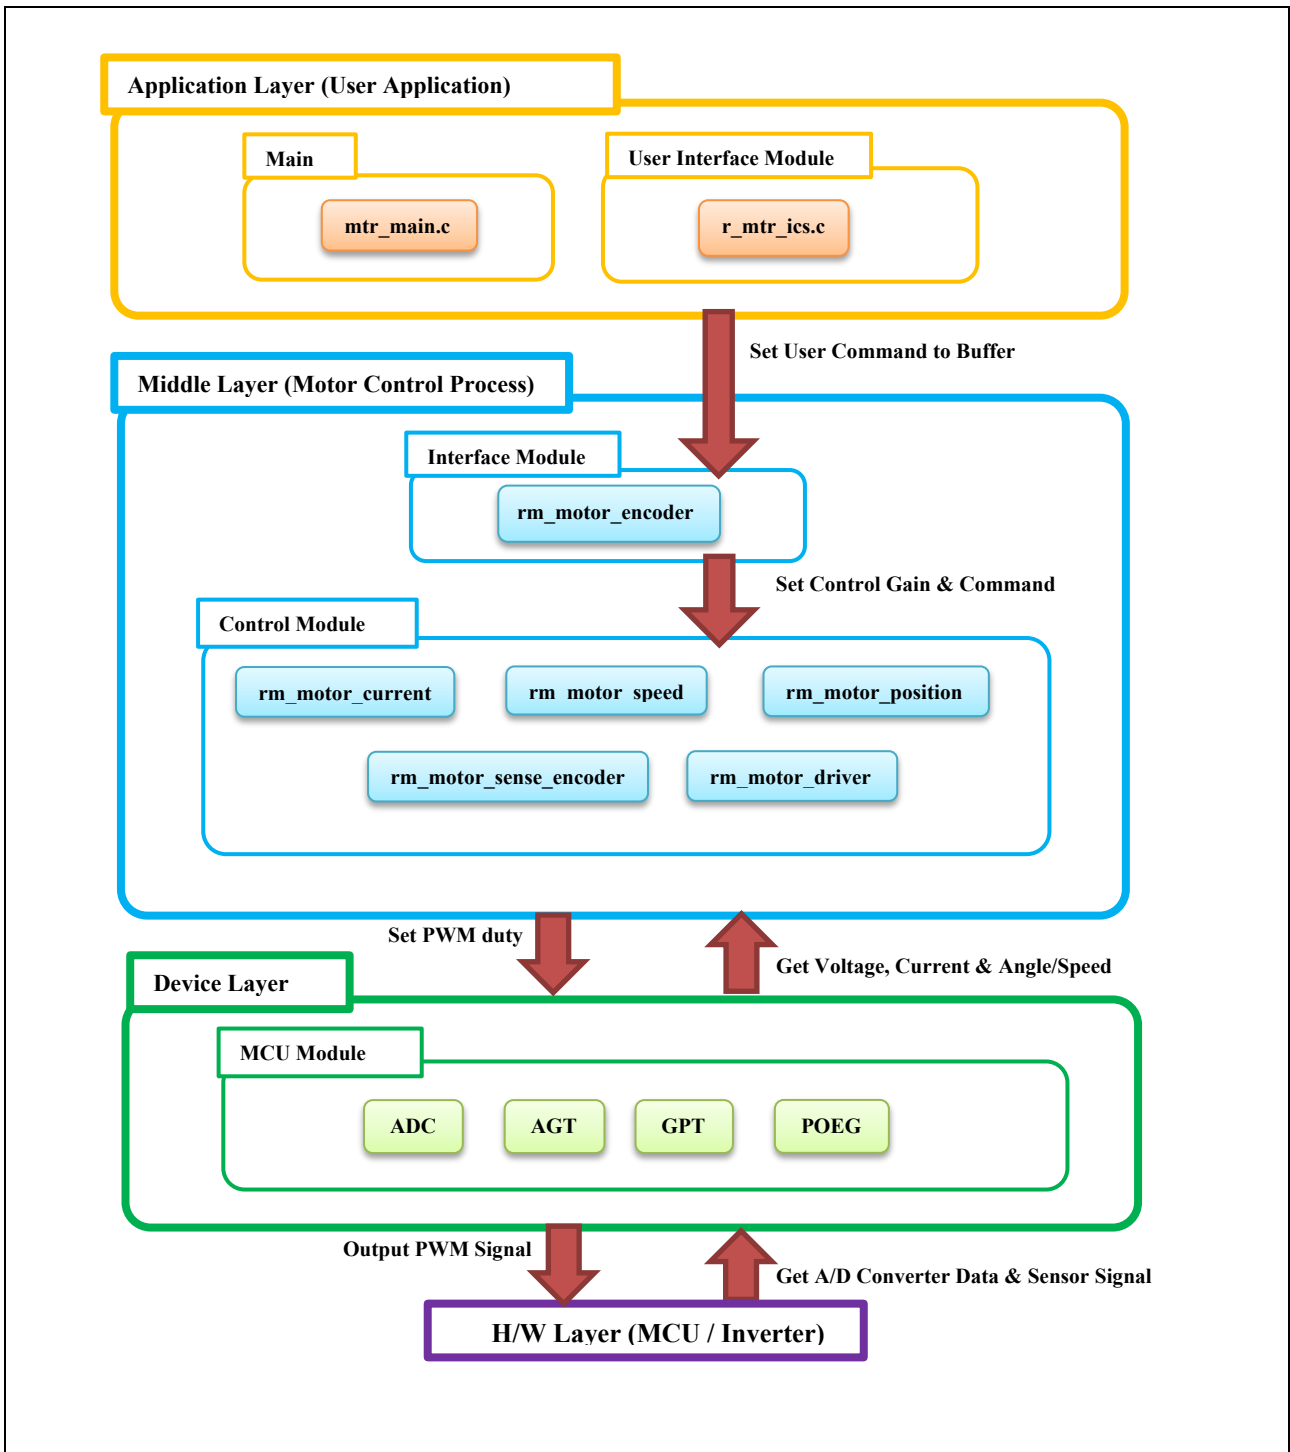 Application Layer (User Application)
Main
User Interface Module
mtr_main.c
r_mtr_ics.c
Set User Command to Buffer
Middle Layer (Motor Control Process)
Interface Module
rm_motor_encoder
Set Control Gain & Command
Control Module
rm_motor_current
rm motor speed
rm_motor_position
rm_motor_sense_encoder
rm_motor_driver
Set PWM duty
Get Voltage, Current & Angle/Speed
Device Layer
MCU Module
ADC
AGT
GPT
POEG
Output PWM Signal
Get A/D Converter Data & Sensor Signal
H/W Layer (MCU / Inverter)